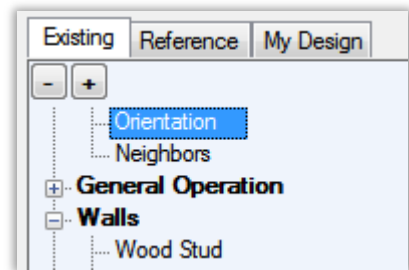 Existing Reference My Design
- +
Orientation
Neighbors
General Operation
Walls
Wood Stud